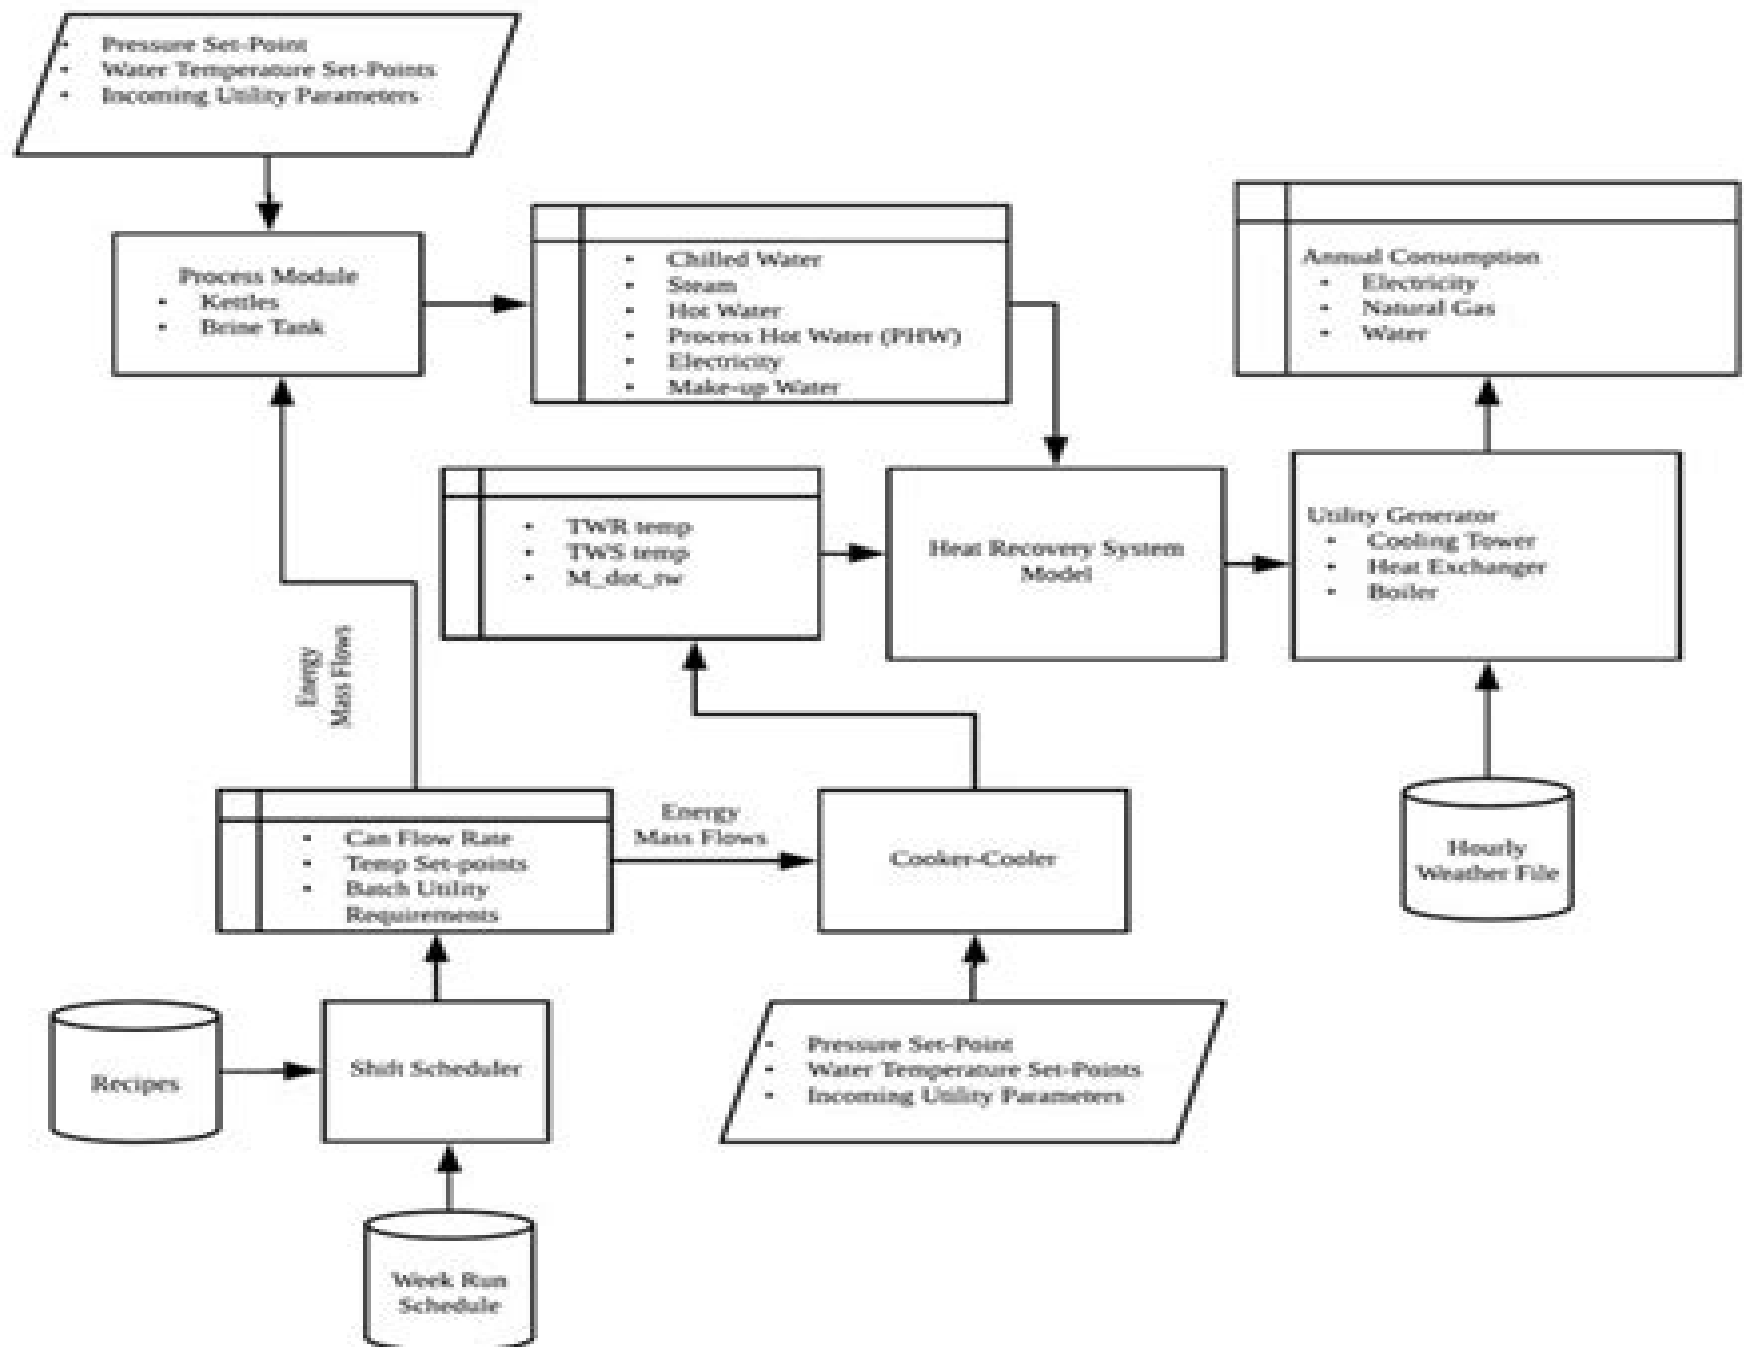 • Pressure Set-Point
• Water Temperature Set-Points
• Incoming Utility Parameters
Process Module
• Kettles
• Brine Tank
• Chilled Water
• Steam
• Hot Water
• Process Hot Water (PHW)
• Electricity
• Make-up Water
Annual Consumption
• Electricity
• Natural Gas
• Water
• TWR temp
• TWS temp
• M_dot_tw
Heat Recovery System
Model
Utility Generator
• Cooling Tower
• Heat Exchanger
• Boiler
Energy
Mass Flows
• Can Flow Rate
• Temp Set-points
• Batch Utility
Requirements
Energy
Mass Flows
Cooker-Cooler
Hourly
Weather File
Recipes
Shift Scheduler
• Pressure Set-Point
• Water Temperature Set-Points
• Incoming Utility Parameters
Week Run
Schedule